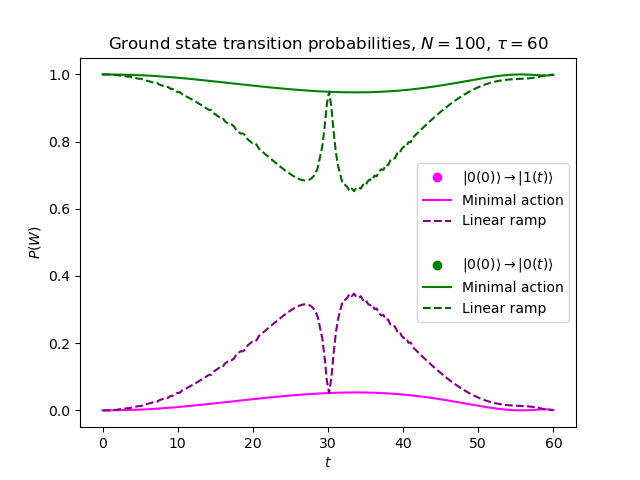 Ground state transition probabilities, $N = 100$, $\tau = 60$
P(W)
1.0
0.8
0.6
0.4
0.2
0.0
|0(0)⟩→|1(t)⟩
Minimal action
Linear ramp
|0(0)⟩→|0(t)⟩
Minimal action
Linear ramp
0 10 20 30 40 50 60
t